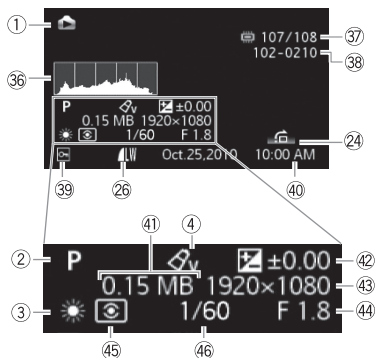 ①
107/108 ㊲
102-0210 ㊳
㊱
P V ±0.00
0.15 MB 1920×1080
1/60 F 1.8
㉔
LW Oct.25,2010 10:00 AM
㊴ ㉖ ㊵
㊶ ④
② P V ±0.00 ㊷
0.15 MB 1920×1080 ㊸
③ 1/60 F 1.8 ㊹
㊺ ㊻